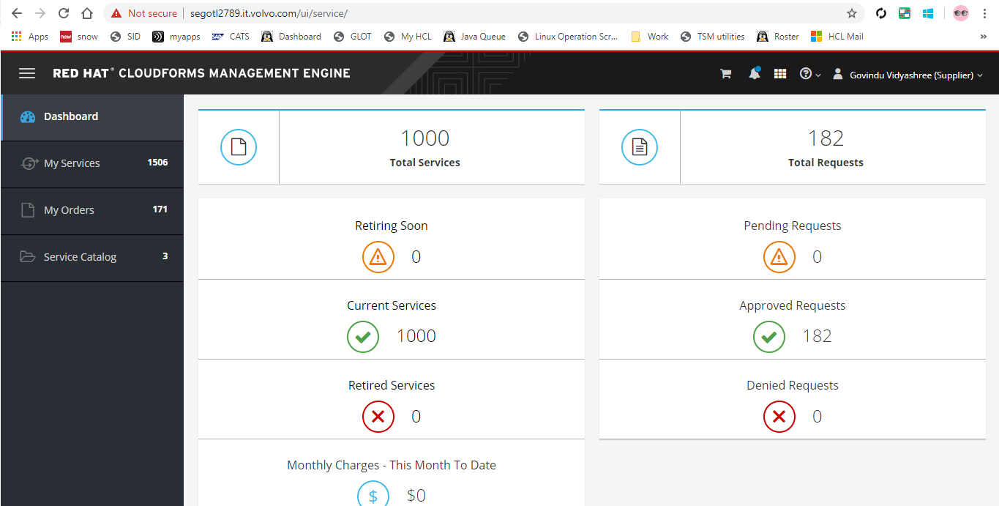 Not secure | segotl2789.it.volvo.com/ui/service/
Apps snow SID myapps CATS Dashboard GLOT My HCL Java Queue Linux Operation Scr... Work TSM utilities Roster HCL Mail »
RED HAT® CLOUDFORMS MANAGEMENT ENGINE
Govindu Vidyashree (Supplier)
Dashboard
My Services 1506
My Orders 171
Service Catalog 3
1000
Total Services
182
Total Requests
Retiring Soon
0
Current Services
1000
Retired Services
0
Monthly Charges - This Month To Date
$ $0
Pending Requests
0
Approved Requests
182
Denied Requests
0